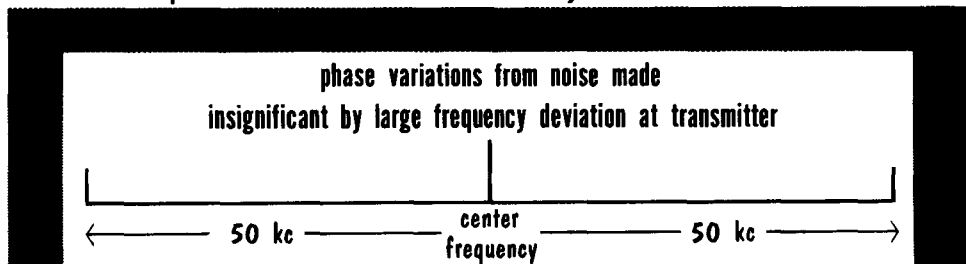 phase variations from noise made
insignificant by large frequency deviation at transmitter
50 kc center frequency 50 kc